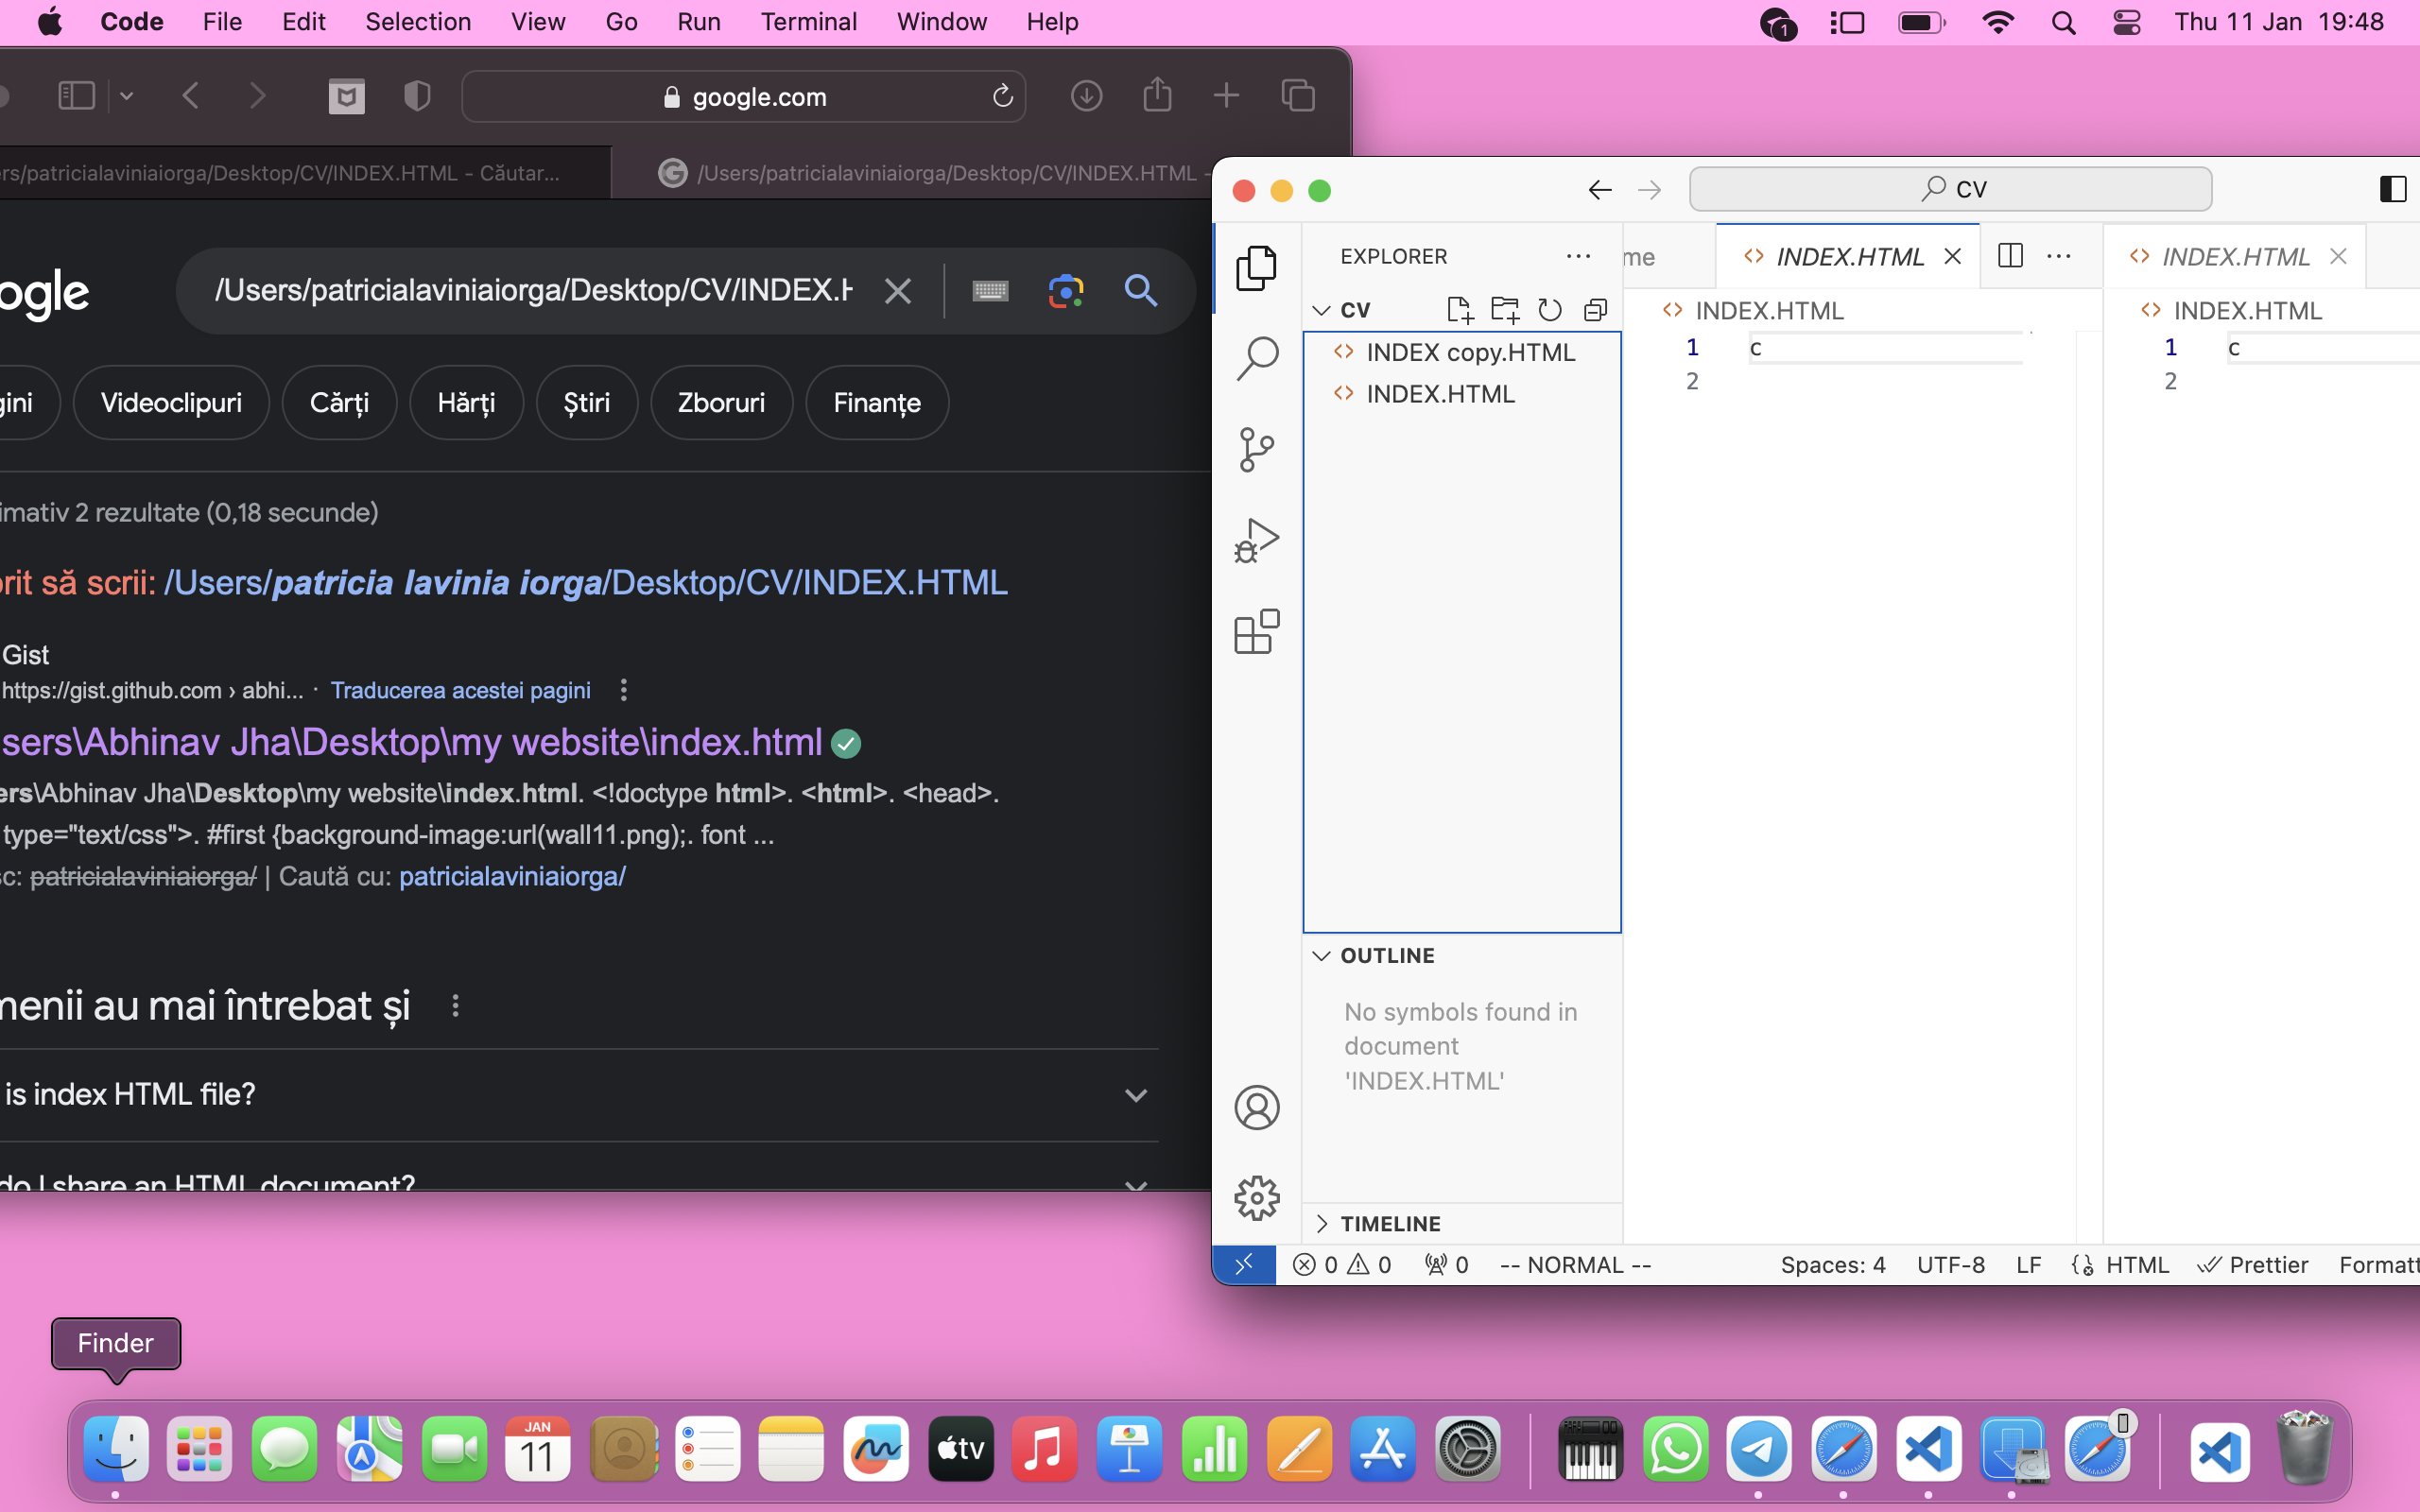 Code File Edit Selection View Go Run Terminal Window Help
1
Thu 11 Jan 19:48
google.com
rs/patricialaviniaiorga/Desktop/CV/INDEX.HTML - Căutar...
/Users/patricialaviniaiorga/Desktop/CV/INDEX.HTML -
ogle
/Users/patricialaviniaiorga/Desktop/CV/INDEX.H
gini
Videoclipuri
Cărți
Hărți
Știri
Zboruri
Finanțe
imativ 2 rezultate (0,18 secunde)
orit să scrii: /Users/patricia lavinia iorga/Desktop/CV/INDEX.HTML
Gist
https://gist.github.com › abhi... · Traducerea acestei pagini
sers\Abhinav Jha\Desktop\my website\index.html
ers\Abhinav Jha\Desktop\my website\index.html. <!doctype html>. <html>. <head>.
type="text/css">. #first {background-image:url(wall11.png);. font ...
sc: patricialaviniaiorga/ | Caută cu: patricialaviniaiorga/
menii au mai întrebat și
is index HTML file?
do I share an HTML document?
CV
EXPLORER
CV
INDEX copy.HTML
INDEX.HTML
me
INDEX.HTML
INDEX.HTML
INDEX.HTML
INDEX.HTML
1 c
2
1 c
2
OUTLINE
No symbols found in
document
'INDEX.HTML'
TIMELINE
0 0 0 -- NORMAL -- Spaces: 4 UTF-8 LF HTML Prettier Formatt
Finder
JAN
11
tv